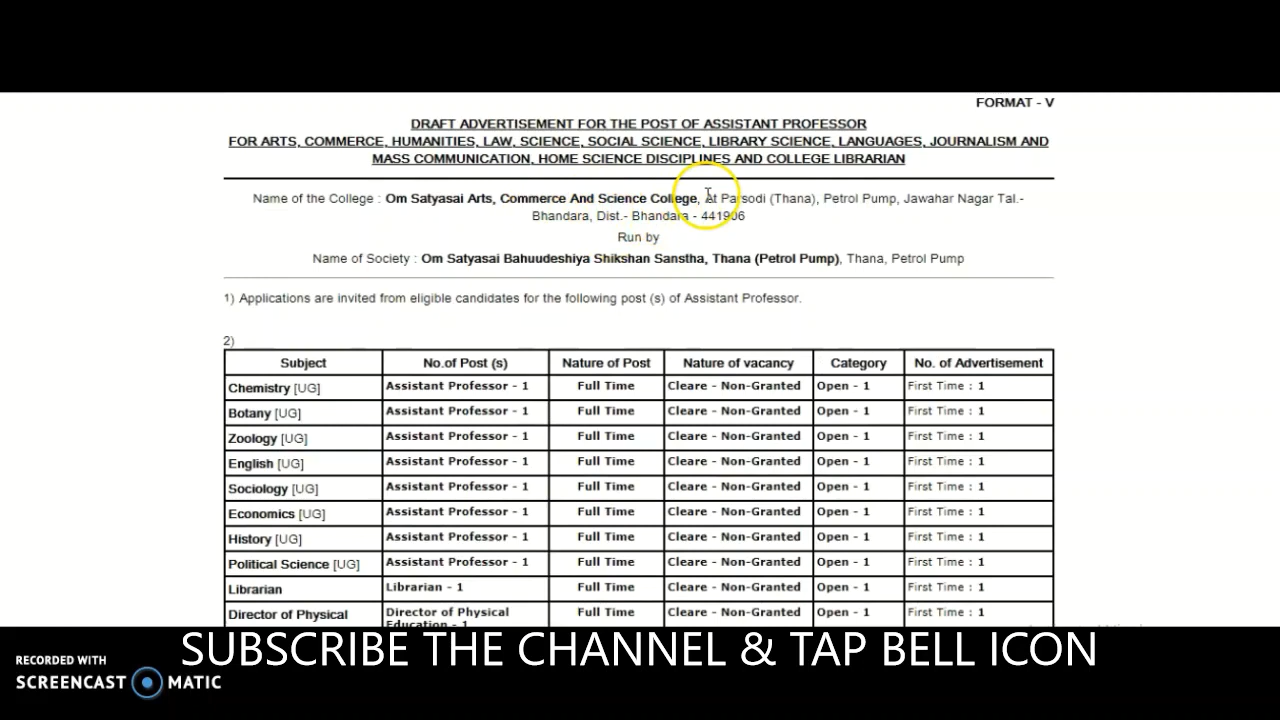 FORMAT - V
DRAFT ADVERTISEMENT FOR THE POST OF ASSISTANT PROFESSOR
FOR ARTS, COMMERCE, HUMANITIES, LAW, SCIENCE, SOCIAL SCIENCE, LIBRARY SCIENCE, LANGUAGES, JOURNALISM AND
MASS COMMUNICATION, HOME SCIENCE DISCIPLINES AND COLLEGE LIBRARIAN
Name of the College : Om Satyasai Arts, Commerce And Science College, At Parsodi (Thana), Petrol Pump, Jawahar Nagar Tal.-
Bhandara, Dist.- Bhandara - 441906
Run by
Name of Society : Om Satyasai Bahuudeshiya Shikshan Sanstha, Thana (Petrol Pump), Thana, Petrol Pump
1) Applications are invited from eligible candidates for the following post (s) of Assistant Professor.
2)
Subject No.of Post (s) Nature of Post Nature of vacancy Category No. of Advertisement
Chemistry [UG] Assistant Professor - 1 Full Time Cleare - Non-Granted Open - 1 First Time : 1
Botany [UG] Assistant Professor - 1 Full Time Cleare - Non-Granted Open - 1 First Time : 1
Zoology [UG] Assistant Professor - 1 Full Time Cleare - Non-Granted Open - 1 First Time : 1
English [UG] Assistant Professor - 1 Full Time Cleare - Non-Granted Open - 1 First Time : 1
Sociology [UG] Assistant Professor - 1 Full Time Cleare - Non-Granted Open - 1 First Time : 1
Economics [UG] Assistant Professor - 1 Full Time Cleare - Non-Granted Open - 1 First Time : 1
History [UG] Assistant Professor - 1 Full Time Cleare - Non-Granted Open - 1 First Time : 1
Political Science [UG] Assistant Professor - 1 Full Time Cleare - Non-Granted Open - 1 First Time : 1
Librarian Librarian - 1 Full Time Cleare - Non-Granted Open - 1 First Time : 1
Director of Physical Director of Physical Full Time Cleare - Non-Granted Open - 1 First Time : 1
Education - 1
SUBSCRIBE THE CHANNEL & TAP BELL ICON
RECORDED WITH
SCREENCAST MATIC